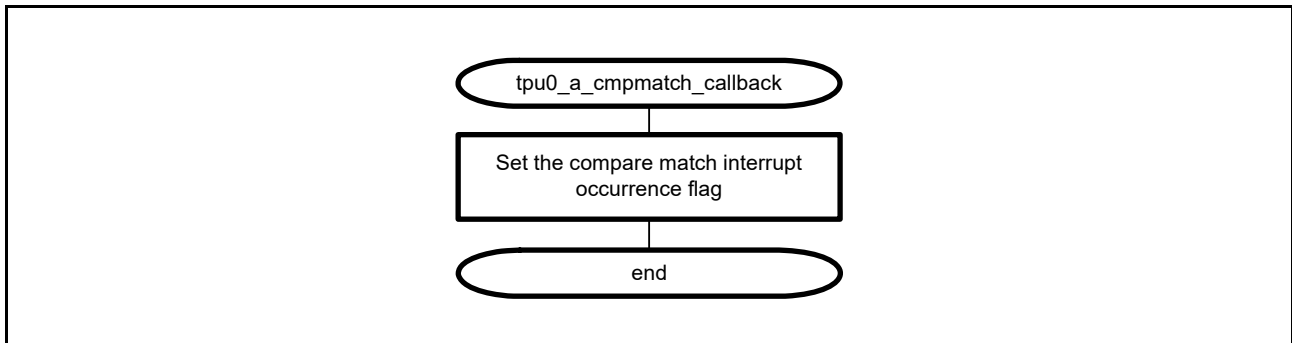 tpu0_a_cmpmatch_callback
Set the compare match interrupt
occurrence flag
end